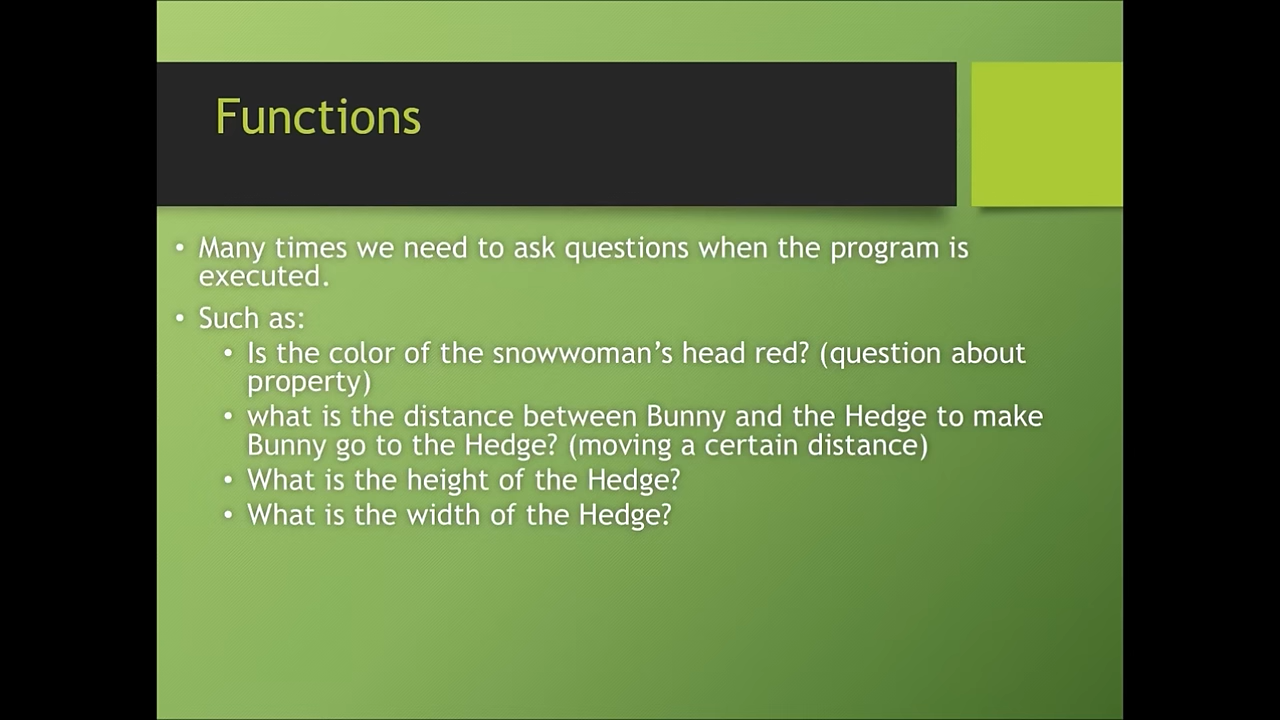 Functions
• Many times we need to ask questions when the program is
executed.
• Such as:
• Is the color of the snowwoman’s head red? (question about
property)
• what is the distance between Bunny and the Hedge to make
Bunny go to the Hedge? (moving a certain distance)
• What is the height of the Hedge?
• What is the width of the Hedge?